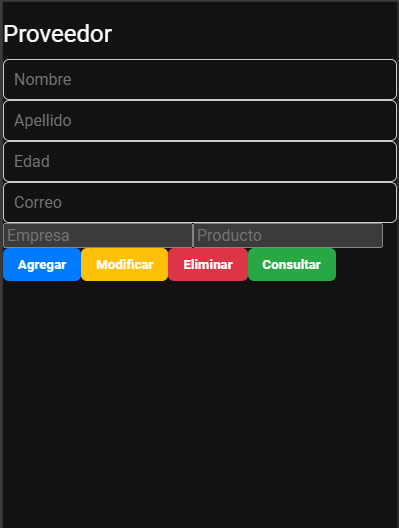 Proveedor
Nombre
Apellido
Edad
Correo
Empresa Producto
Agregar Modificar Eliminar Consultar